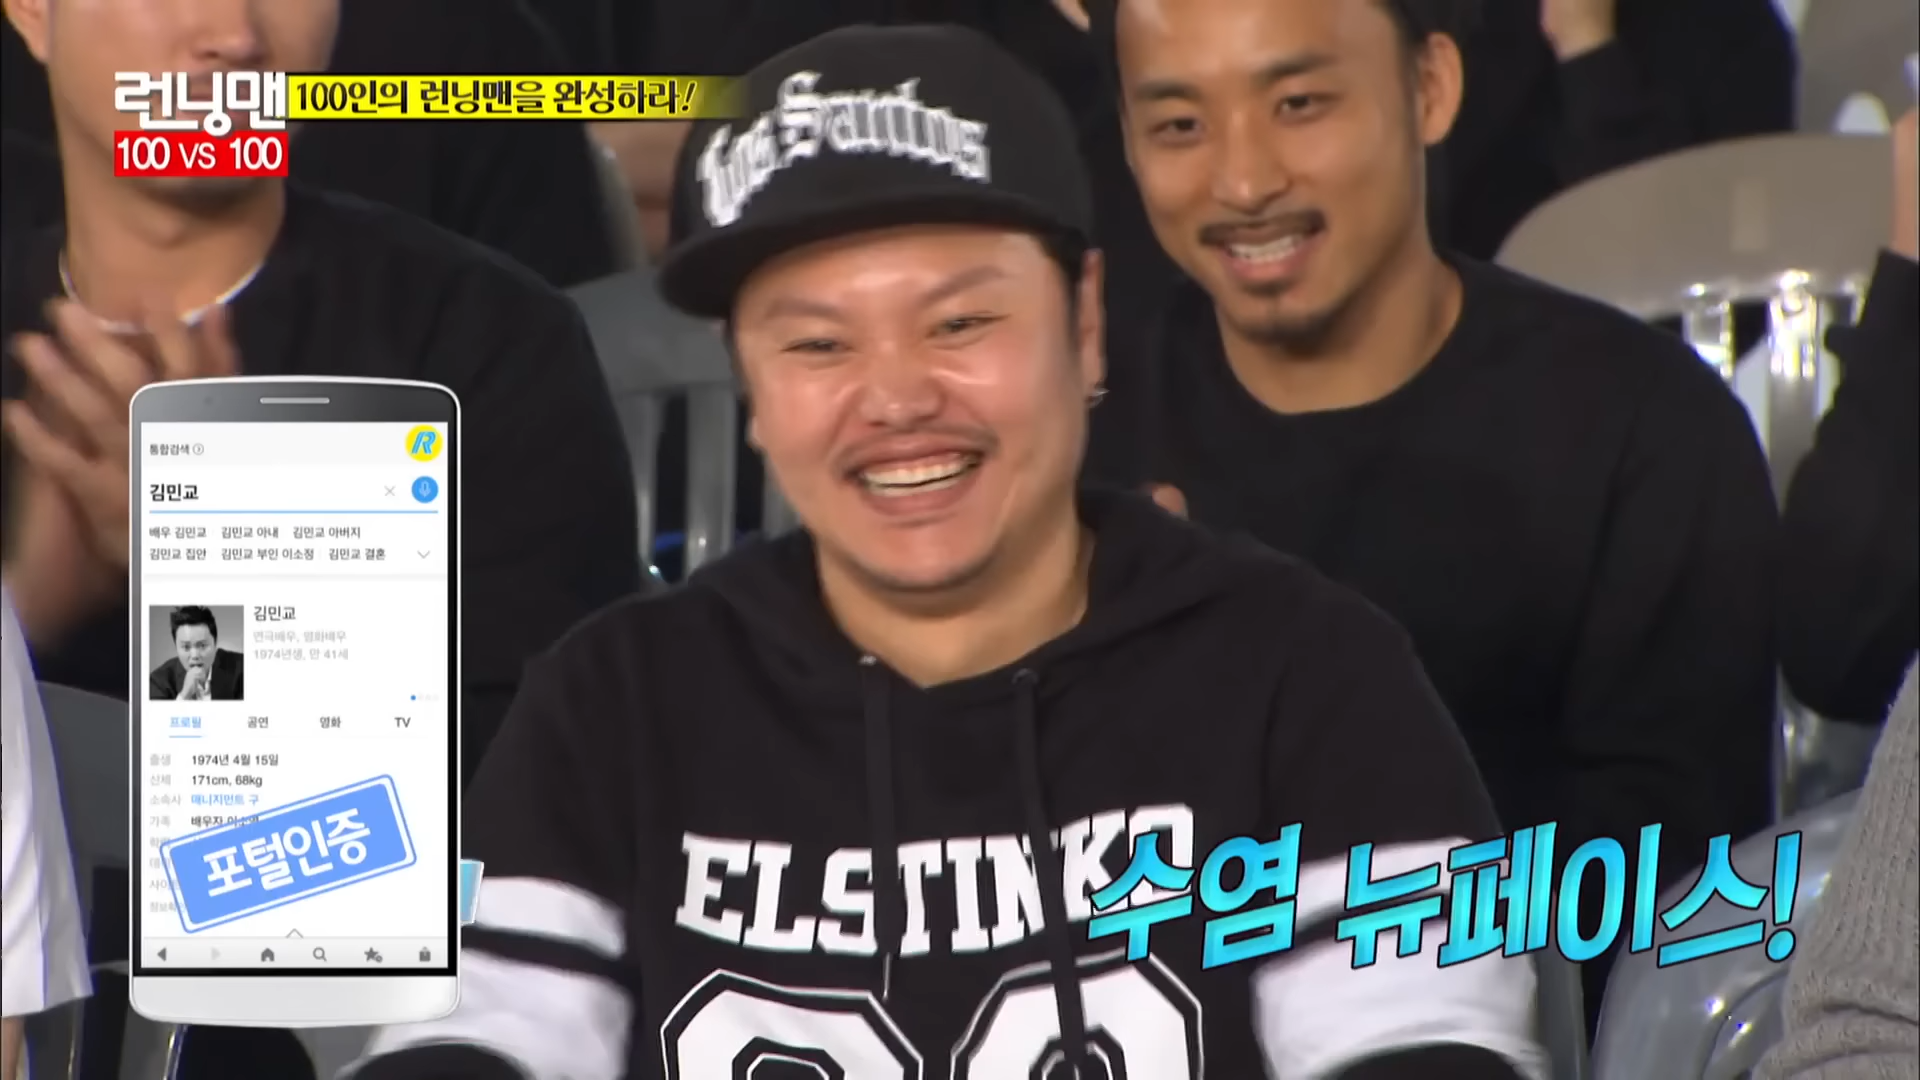 런닝맨 100인의 런닝맨을 완성하라!
100 VS 100
Los Santos
통합검색
R
김민교
배우 김민교 김민교 아내 김민교 아버지
김민교 집안 김민교 부인 이소정 김민교 결혼
김민교
연극배우, 영화배우
1974년생, 만 41세
프로필 공연 영화 TV
출생 1974년 4월 15일
신체 171cm, 68kg
소속사 매니지먼트 구
가족 배우자
포털인증
ELSTINKO
수염 뉴페이스!